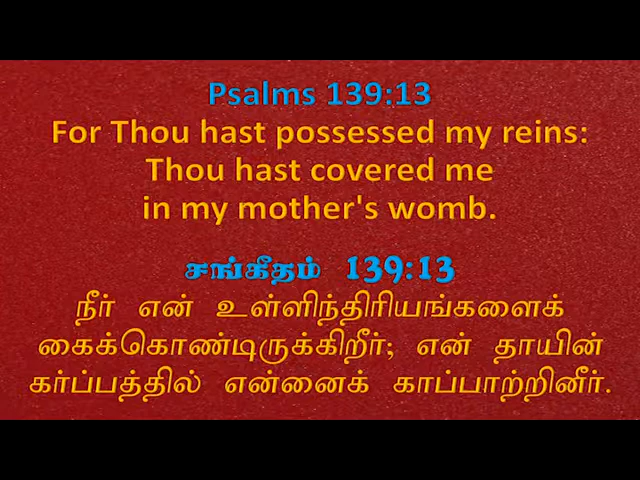 Psalms 139:13
For Thou hast possessed my reins:
Thou hast covered me
in my mother's womb.
சங்கீதம் 139:13
நீர் என் உள்ளிந்திரியங்களைக்
கைக்கொண்டிருக்கிறீர்; என் தாயின்
கர்ப்பத்தில் என்னைக் காப்பாற்றினீர்.